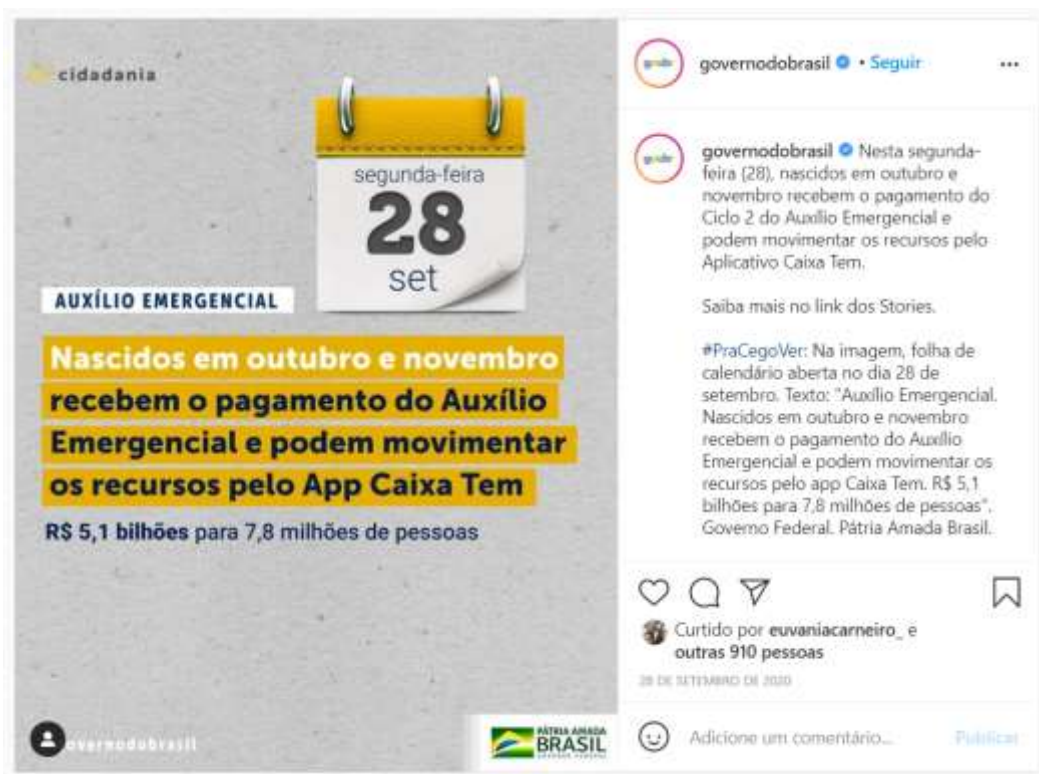 cidadania
segunda-feira
28
set
AUXÍLIO EMERGENCIAL
Nascidos em outubro e novembro
recebem o pagamento do Auxílio
Emergencial e podem movimentar
os recursos pelo App Caixa Tem
R$ 5,1 bilhões para 7,8 milhões de pessoas
governodobrasil
PÁTRIA AMADA
BRASIL
GOVERNO FEDERAL
governodobrasil • Seguir
governodobrasil Nesta segunda-
feira (28), nascidos em outubro e
novembro recebem o pagamento do
Ciclo 2 do Auxílio Emergencial e
podem movimentar os recursos pelo
Aplicativo Caixa Tem.
Saiba mais no link dos Stories.
#PraCegoVer: Na imagem, folha de
calendário aberta no dia 28 de
setembro. Texto: "Auxílio Emergencial.
Nascidos em outubro e novembro
recebem o pagamento do Auxílio
Emergencial e podem movimentar os
recursos pelo app Caixa Tem. R$ 5,1
bilhões para 7,8 milhões de pessoas".
Governo Federal. Pátria Amada Brasil.
Curtido por euvaniacarneiro_ e
outras 910 pessoas
28 DE SETEMBRO DE 2020
Adicione um comentário... Publicar